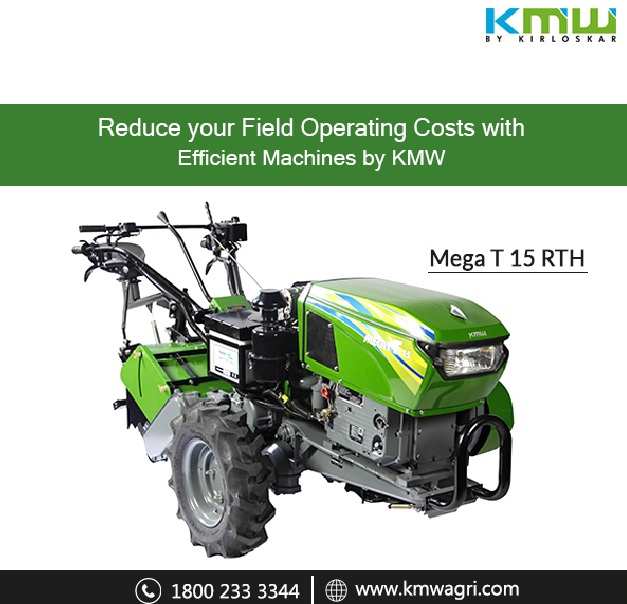 KMW
BY KIRLOSKAR
Reduce your Field Operating Costs with
Efficient Machines by KMW
Mega T 15 RTH
KMW
1800 233 3344 | www.kmwagri.com